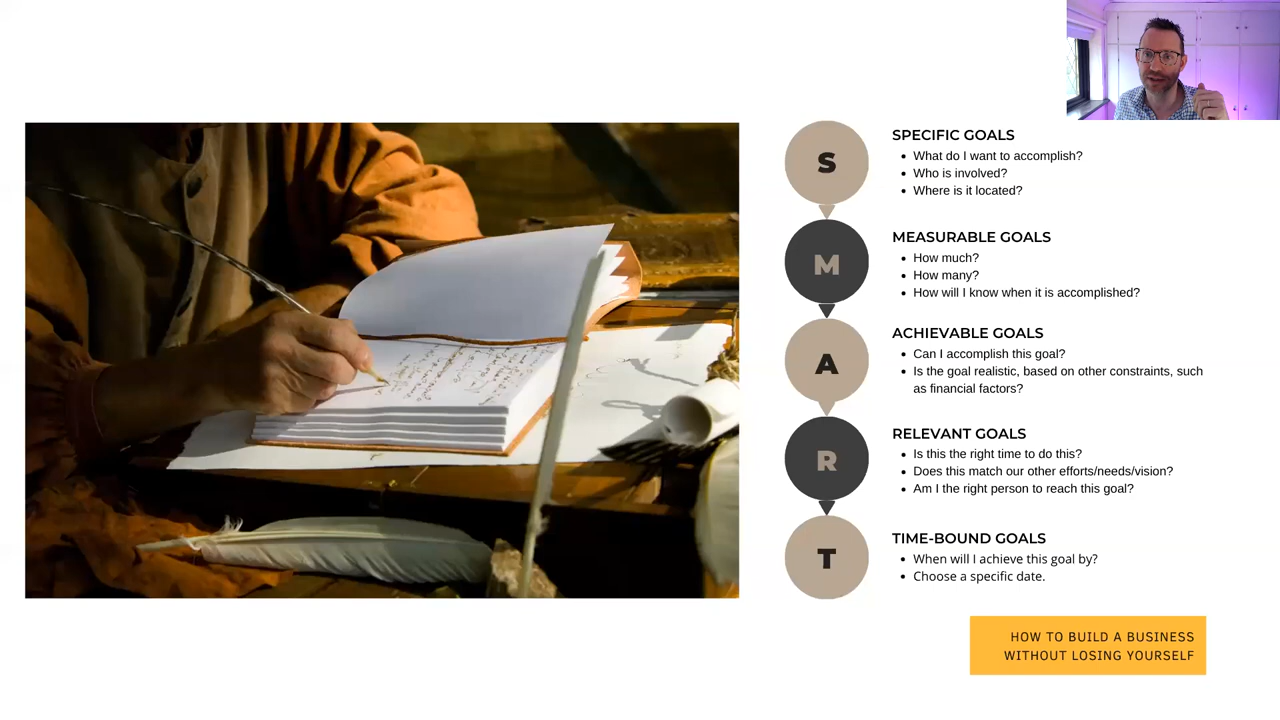 S
SPECIFIC GOALS
• What do I want to accomplish?
• Who is involved?
• Where is it located?
M
MEASURABLE GOALS
• How much?
• How many?
• How will I know when it is accomplished?
A
ACHIEVABLE GOALS
• Can I accomplish this goal?
• Is the goal realistic, based on other constraints, such
as financial factors?
R
RELEVANT GOALS
• Is this the right time to do this?
• Does this match our other efforts/needs/vision?
• Am I the right person to reach this goal?
T
TIME-BOUND GOALS
• When will I achieve this goal by?
• Choose a specific date.
HOW TO BUILD A BUSINESS
WITHOUT LOSING YOURSELF